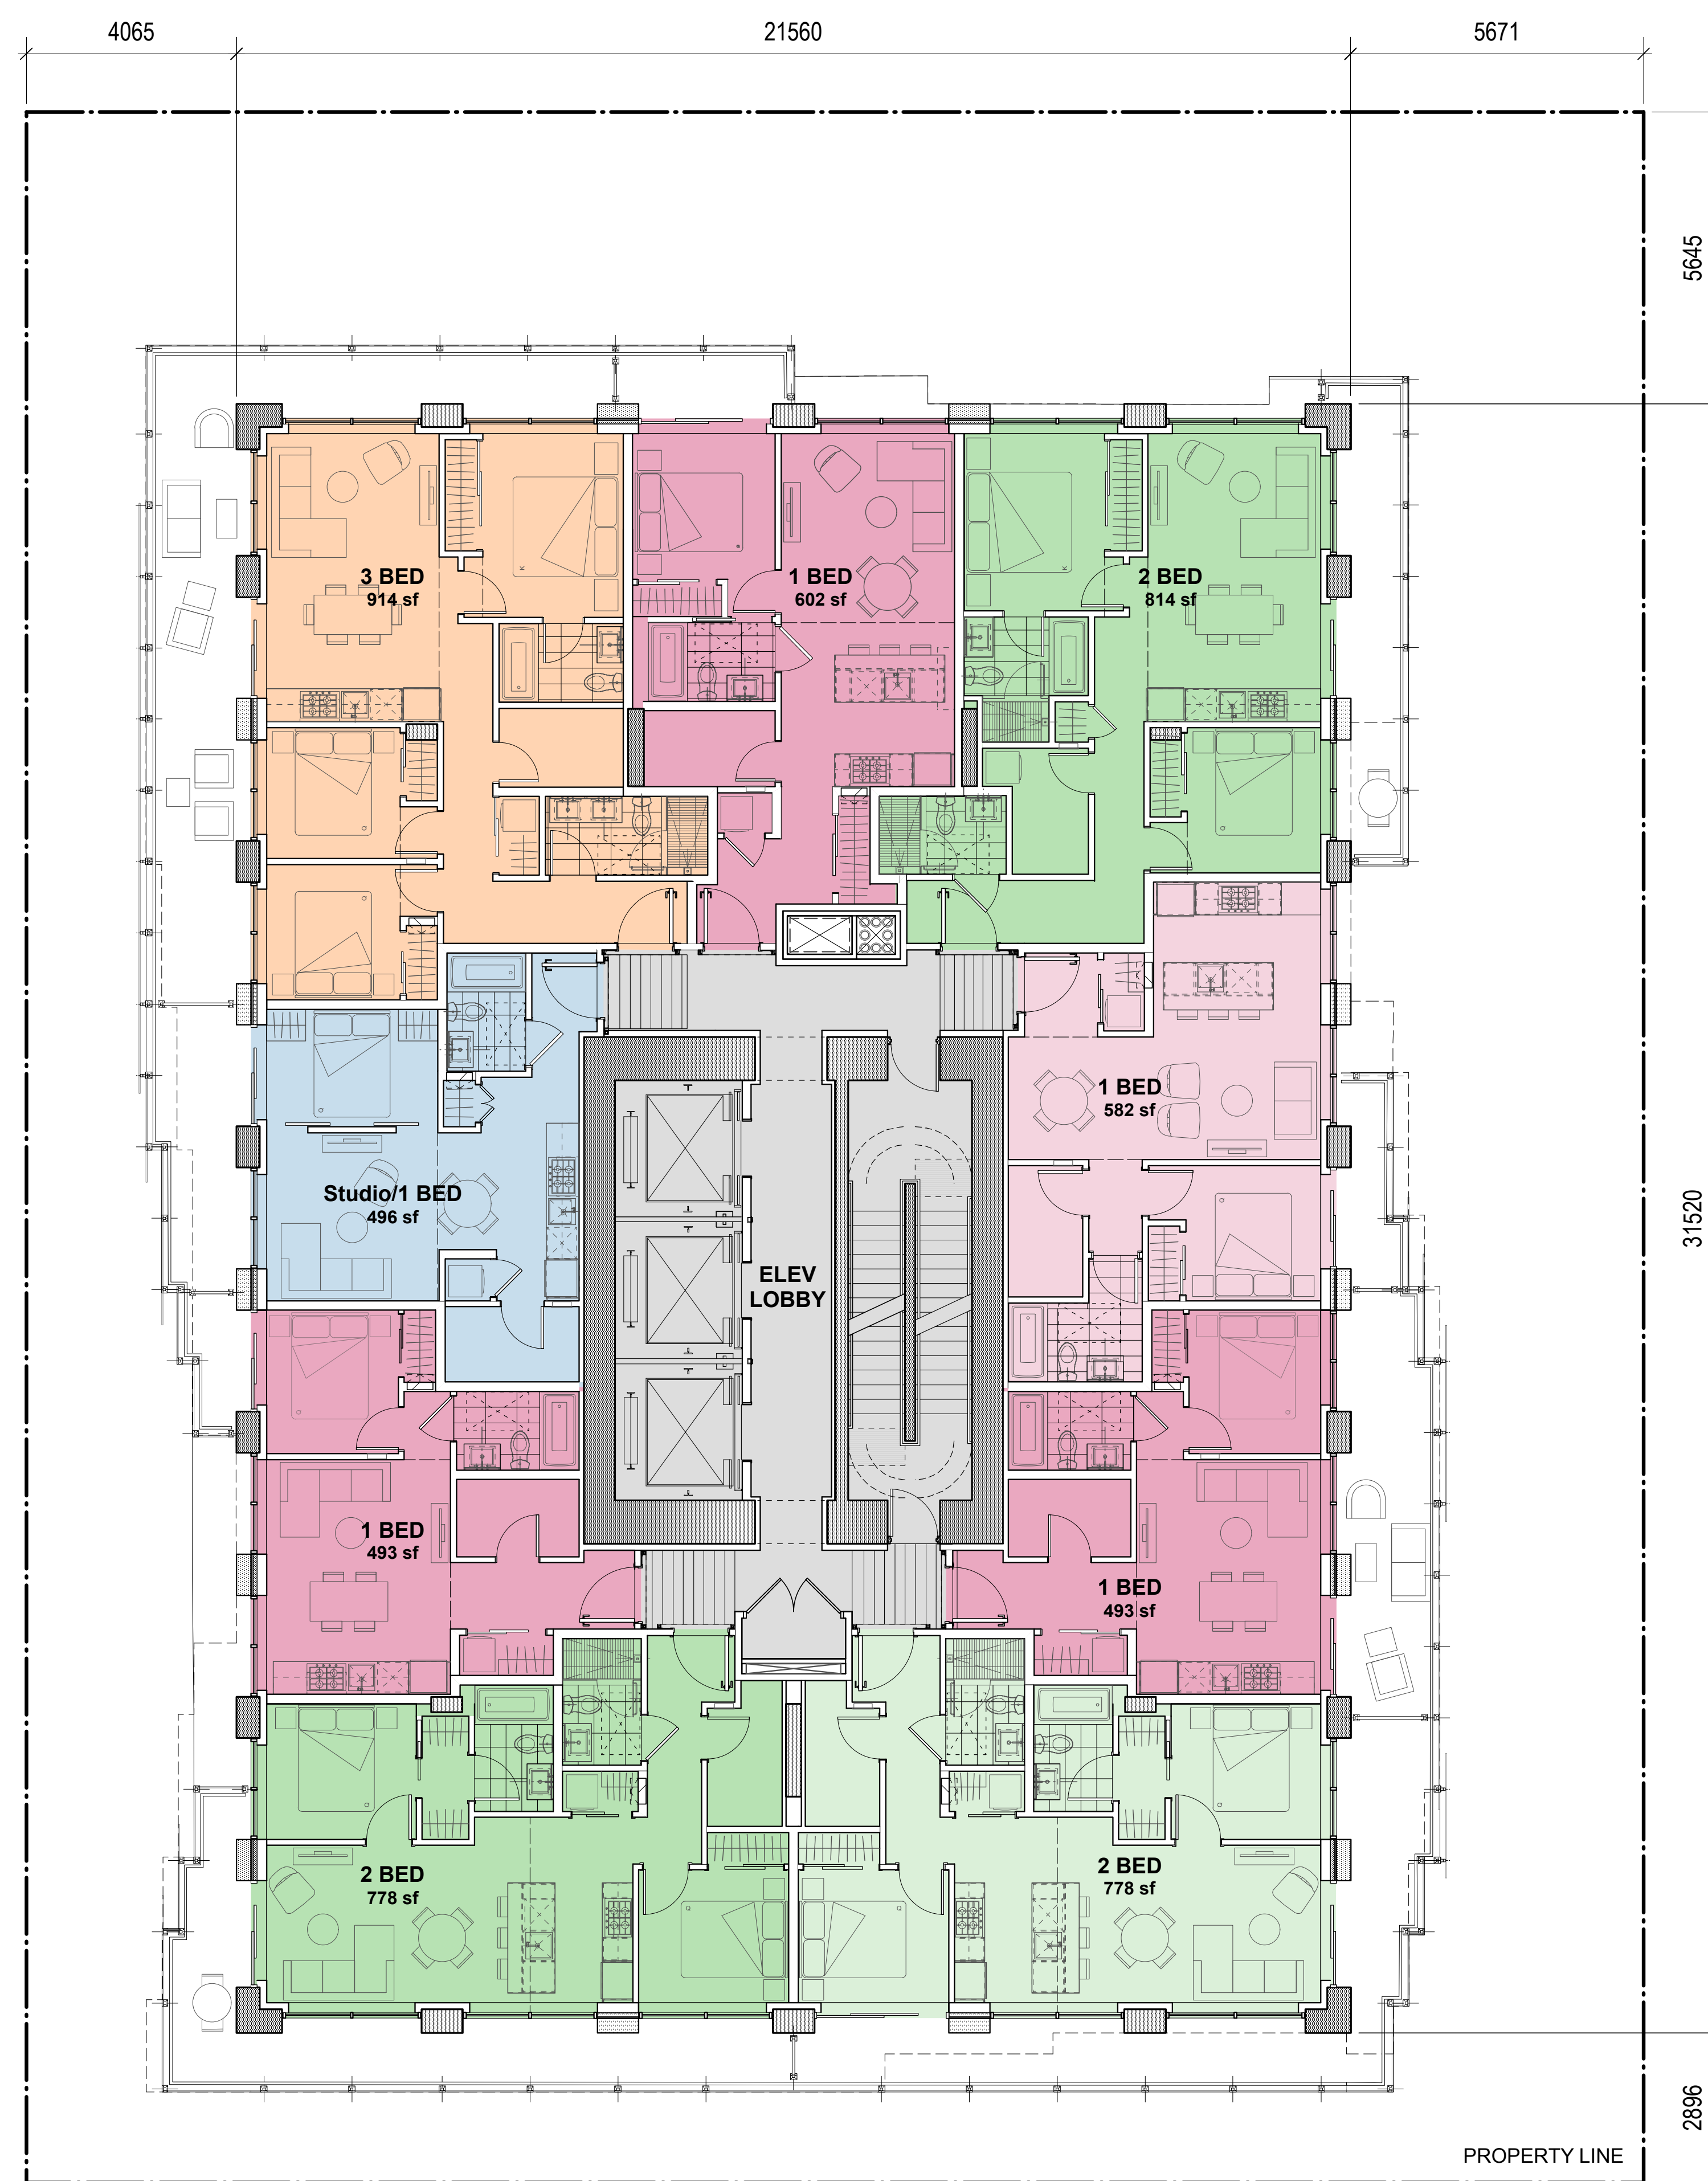 4065
21560
5671
5645
3 BED
914 sf
1 BED
602 sf
2 BED
814 sf
1 BED
582 sf
Studio/1 BED
496 sf
31520
ELEV
LOBBY
1 BED
493 sf
1 BED
493 sf
2 BED
778 sf
2 BED
778 sf
2896
PROPERTY LINE